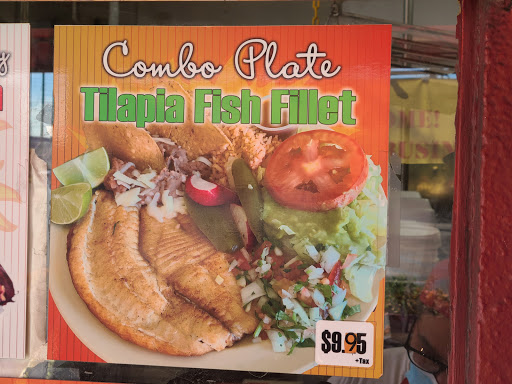 Combo Plate
Tilapia Fish Fillet
$9.95
+Tax